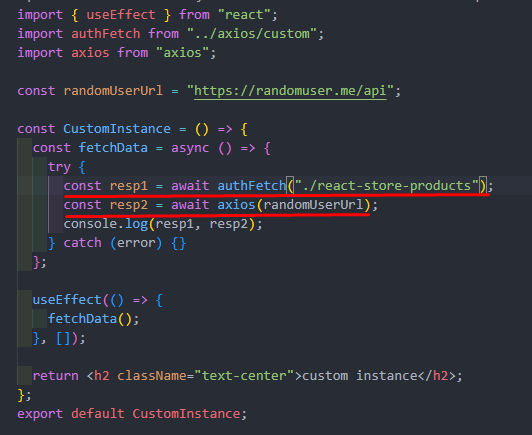 import { useEffect } from "react";
import authFetch from "../axios/custom";
import axios from "axios";
const randomUserUrl = "https://randomuser.me/api";
const CustomInstance = () => {
const fetchData = async () => {
try {
const resp1 = await authFetch("./react-store-products");
const resp2 = await axios(randomUserUrl);
console.log(resp1, resp2);
} catch (error) {}
};
useEffect(() => {
fetchData();
}, []);
return <h2 className="text-center">custom instance</h2>;
};
export default CustomInstance;